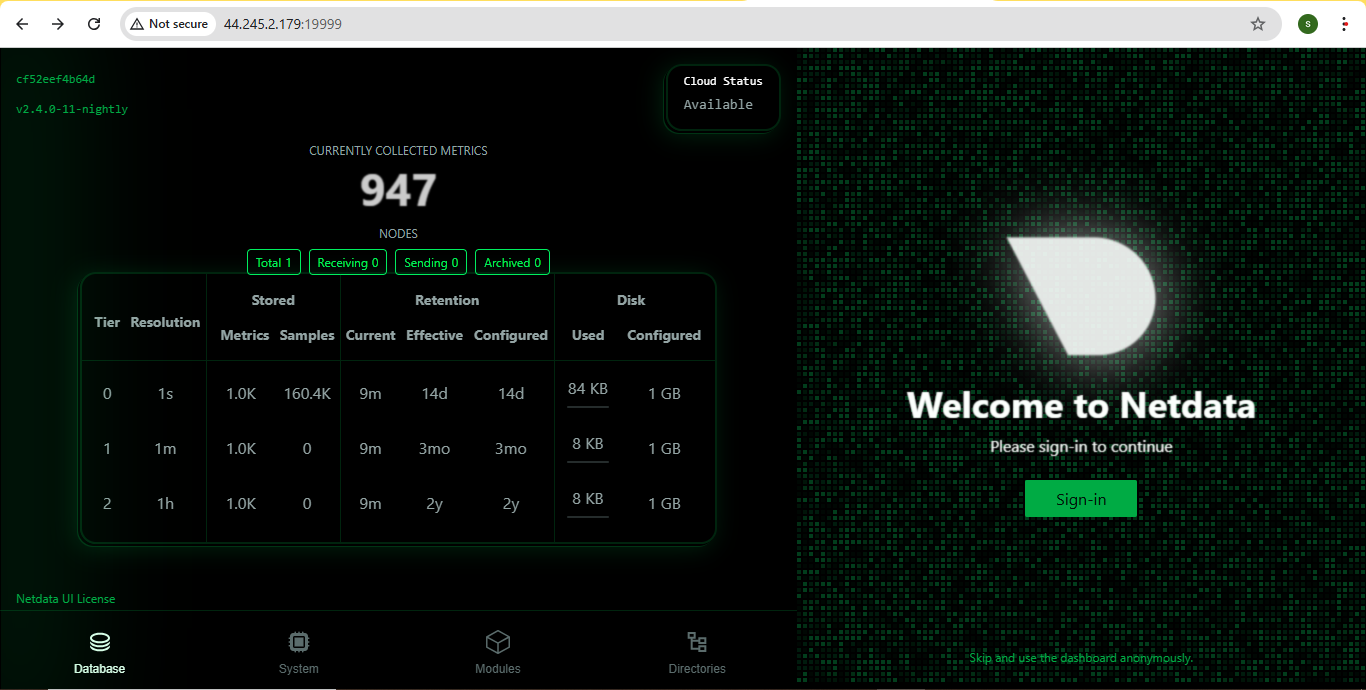 Not secure 44.245.2.179:19999 s
cf52eef4b64d
v2.4.0-11-nightly
Cloud Status
Available
CURRENTLY COLLECTED METRICS
947
NODES
Total 1 Receiving 0 Sending 0 Archived 0
Stored Retention Disk
Tier Resolution
Metrics Samples Current Effective Configured Used Configured
0 1s 1.0K 160.4K 9m 14d 14d 84 KB 1 GB
1 1m 1.0K 0 9m 3mo 3mo 8 KB 1 GB
2 1h 1.0K 0 9m 2y 2y 8 KB 1 GB
Netdata UI License
Database System Modules Directories
Welcome to Netdata
Please sign-in to continue
Sign-in
Skip and use the dashboard anonymously.